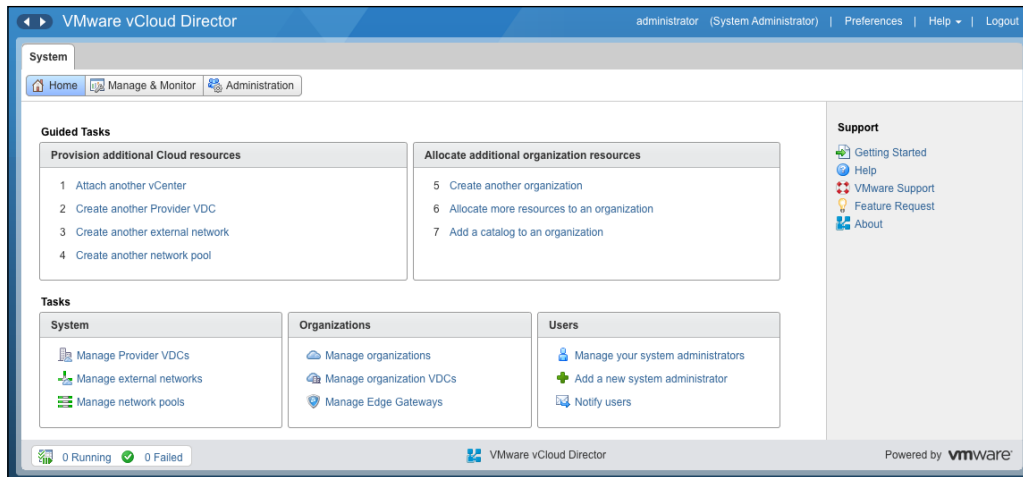 VMware vCloud Director
administrator (System Administrator) | Preferences | Help | Logout
System
Home Manage & Monitor Administration
Guided Tasks
Provision additional Cloud resources
1 Attach another vCenter
2 Create another Provider VDC
3 Create another external network
4 Create another network pool
Allocate additional organization resources
5 Create another organization
6 Allocate more resources to an organization
7 Add a catalog to an organization
Tasks
System
Manage Provider VDCs
Manage external networks
Manage network pools
Organizations
Manage organizations
Manage organization VDCs
Manage Edge Gateways
Users
Manage your system administrators
Add a new system administrator
Notify users
Support
Getting Started
Help
VMware Support
Feature Request
About
0 Running 0 Failed
VMware vCloud Director
Powered by vmware